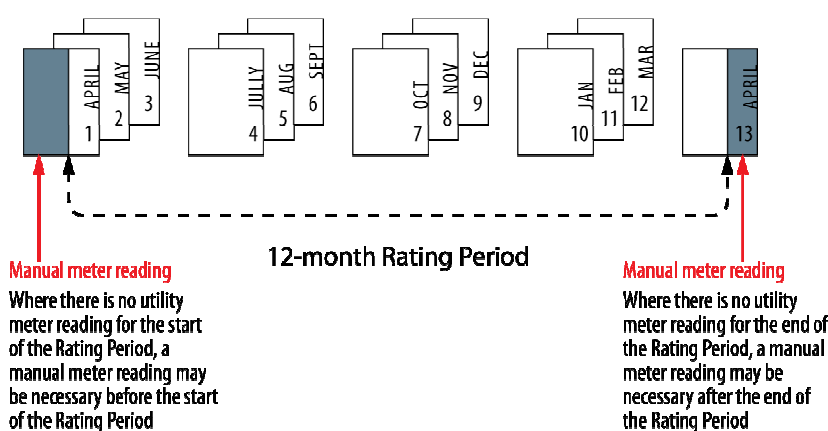 APRIL
1
MAY
2
JUNE
3
JULLY
4
AUG
5
SEPT
6
OCT
7
NOV
8
DEC
9
JAN
10
FEB
11
MAR
12
APRIL
13
12-month Rating Period
Manual meter reading
Where there is no utility
meter reading for the start
of the Rating Period, a
manual meter reading may
be necessary before the start
of the Rating Period
Manual meter reading
Where there is no utility
meter reading for the end of
the Rating Period, a manual
meter reading may be
necessary after the end of
the Rating Period